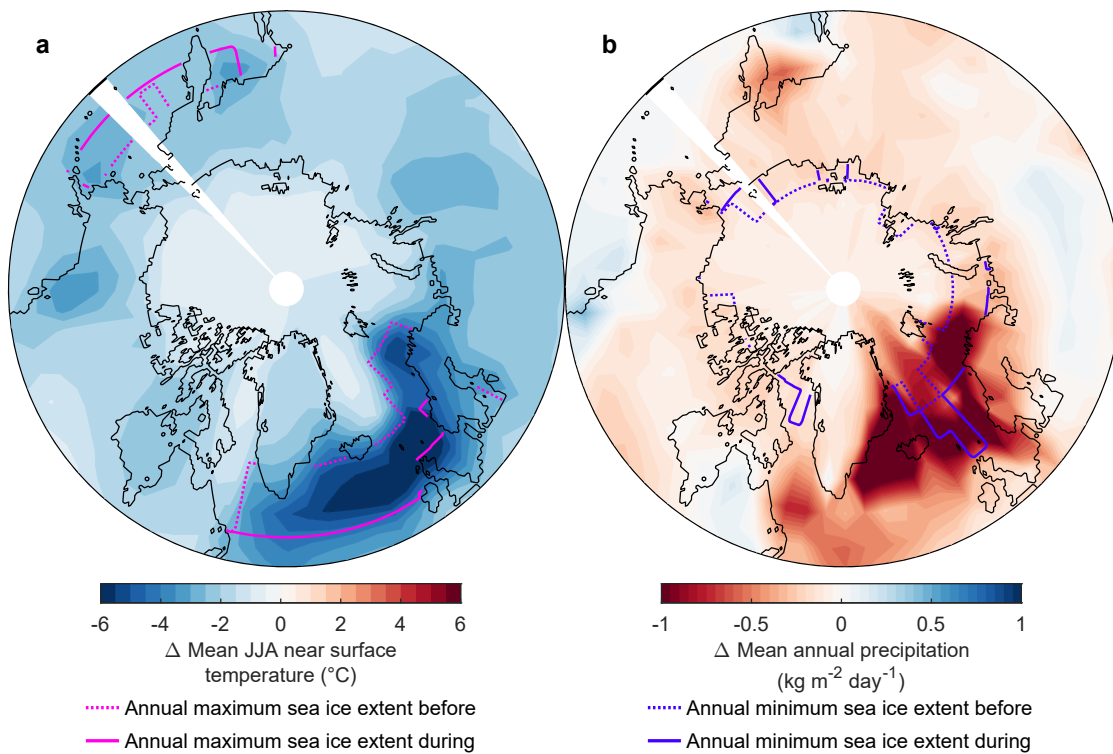 a
b
-6 -4 -2 0 2 4 6
Δ Mean JJA near surface
temperature (°C)
Annual maximum sea ice extent before
Annual maximum sea ice extent during
-1 -0.5 0 0.5 1
Δ Mean annual precipitation
(kg m⁻² day⁻¹)
Annual minimum sea ice extent before
Annual minimum sea ice extent during